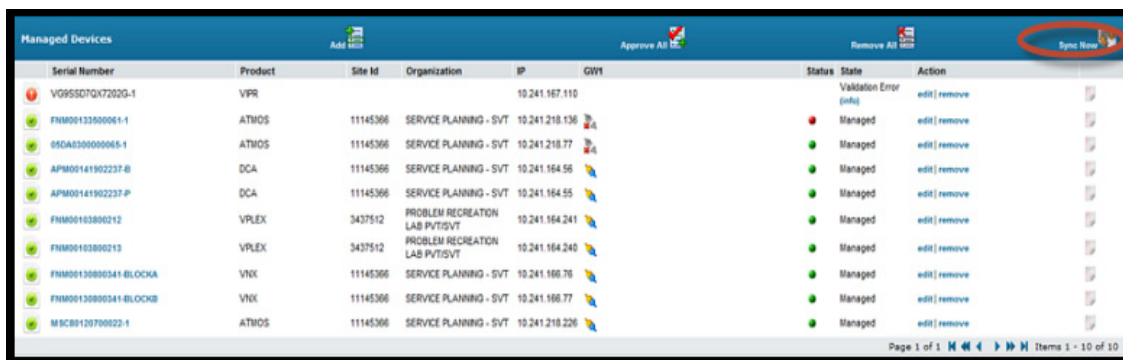 Managed Devices Add Approve All Remove All Sync Now
Serial Number Product Site Id Organization IP GW1 Status State Action
VG9SSD7QX7202G-1 VIPR 10.241.167.110 Validation Error (info) edit | remove
FNM00133500061-1 ATMOS 11145366 SERVICE PLANNING - SVT 10.241.218.136 Managed edit | remove
05DA0300000065-1 ATMOS 11145366 SERVICE PLANNING - SVT 10.241.218.77 Managed edit | remove
APM00141902237-B DCA 11145366 SERVICE PLANNING - SVT 10.241.164.56 Managed edit | remove
APM00141902237-P DCA 11145366 SERVICE PLANNING - SVT 10.241.164.55 Managed edit | remove
FNM00103800212 VPLEX 3437512 PROBLEM RECREATION LAB PVT/SVT 10.241.164.241 Managed edit | remove
FNM00103800213 VPLEX 3437512 PROBLEM RECREATION LAB PVT/SVT 10.241.164.240 Managed edit | remove
FNM00130800341-BLOCKA VNX 11145366 SERVICE PLANNING - SVT 10.241.166.76 Managed edit | remove
FNM00130800341-BLOCKB VNX 11145366 SERVICE PLANNING - SVT 10.241.166.77 Managed edit | remove
MSC80120700022-1 ATMOS 11145366 SERVICE PLANNING - SVT 10.241.218.226 Managed edit | remove
Page 1 of 1 Items 1 - 10 of 10